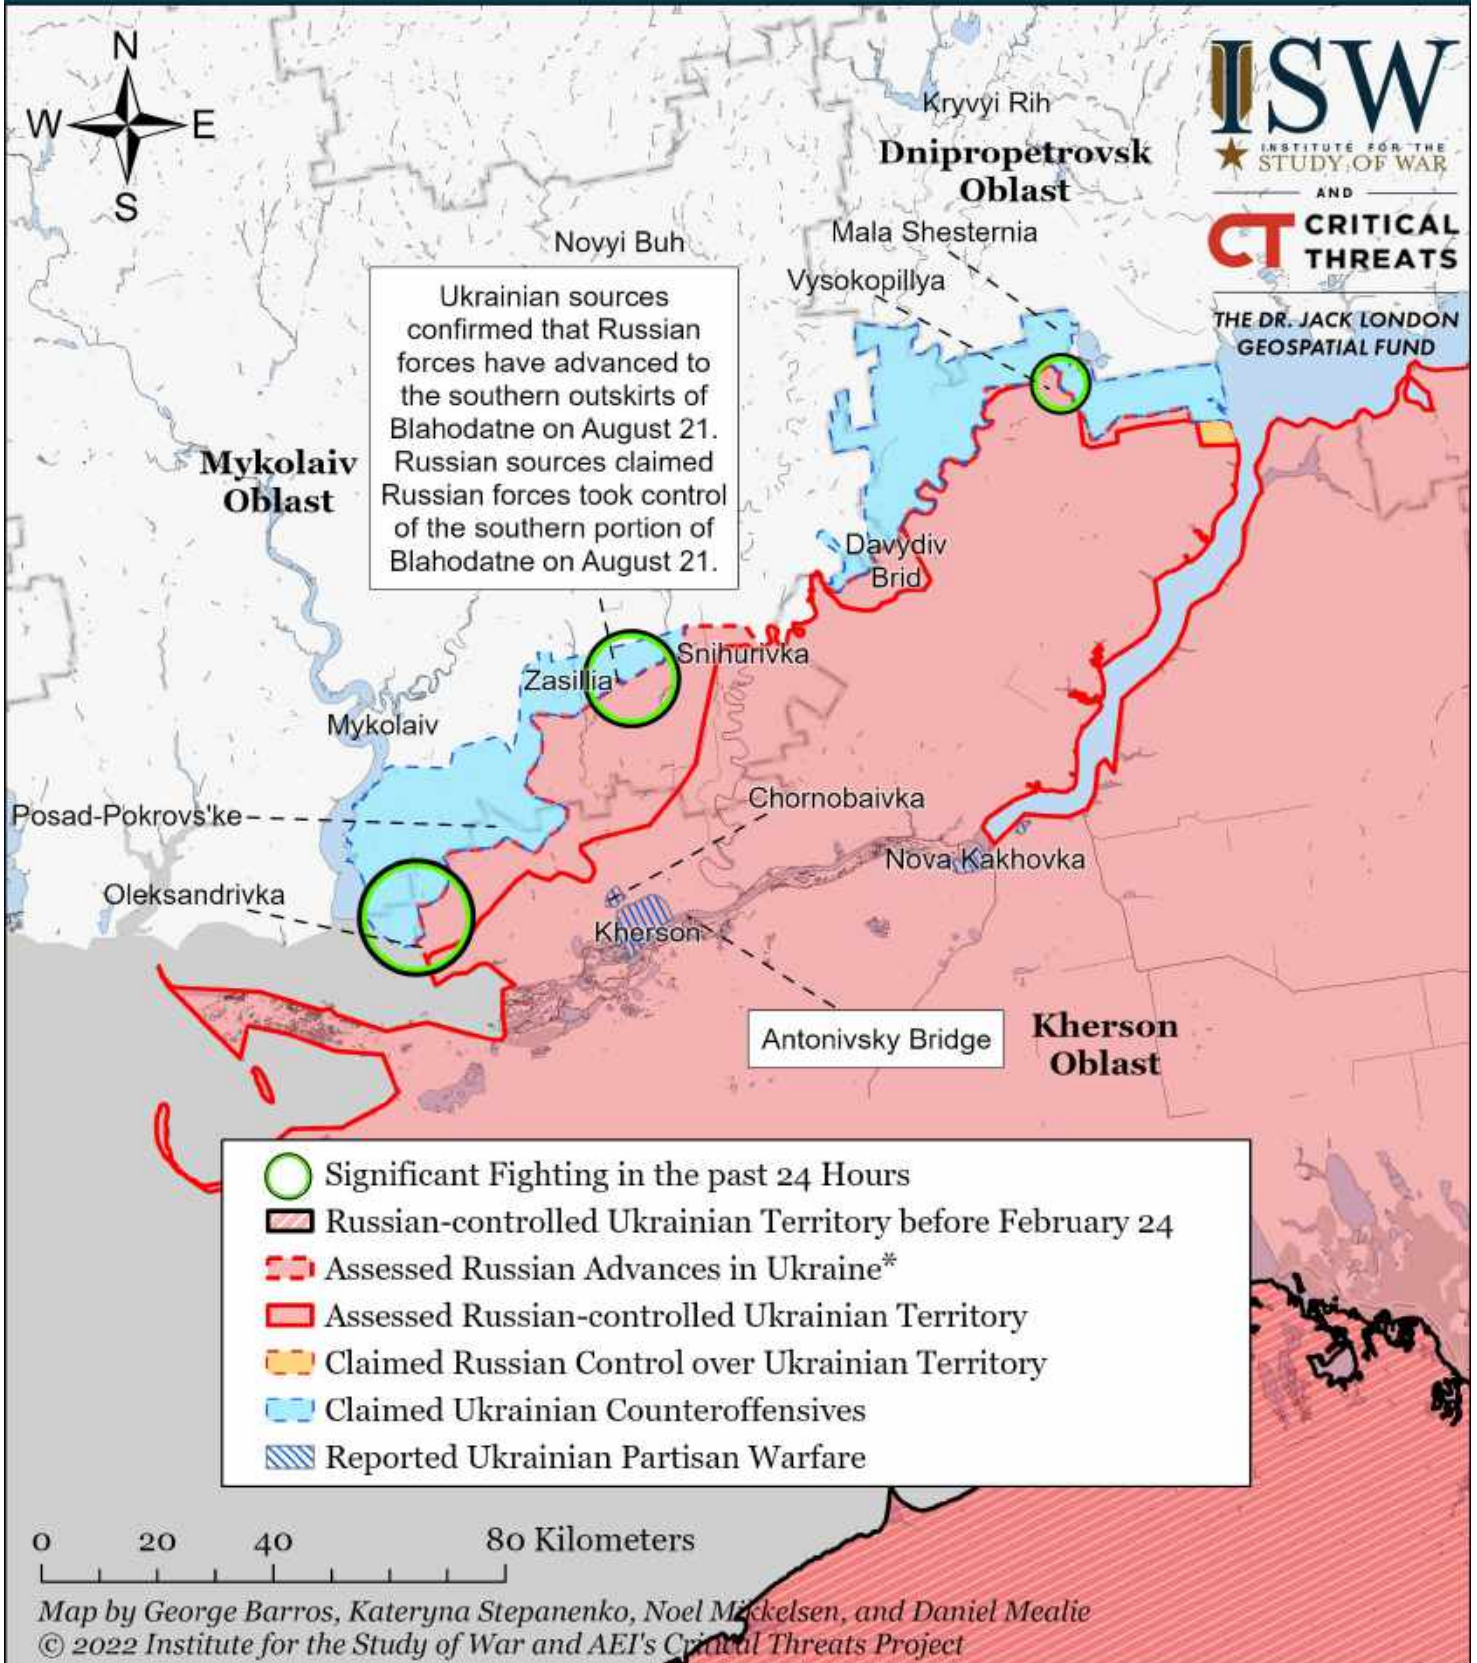 N
W
E
S
ISW
INSTITUTE FOR THE
STUDY OF WAR
AND
CT CRITICAL
THREATS
THE DR. JACK LONDON
GEOSPATIAL FUND
Kryvyi Rih
Dnipropetrovsk
Oblast
Mala Shesternia
Novyi Buh
Vysokopillya
Ukrainian sources
confirmed that Russian
forces have advanced to
the southern outskirts of
Blahodatne on August 21.
Russian sources claimed
Russian forces took control
of the southern portion of
Blahodatne on August 21.
Mykolaiv
Oblast
Davydiv
Brid
Snihurivka
Zasillia
Mykolaiv
Chornobaivka
Posad-Pokrovs'ke
Nova Kakhovka
Oleksandrivka
Kherson
Antonivsky Bridge
Kherson
Oblast
Significant Fighting in the past 24 Hours
Russian-controlled Ukrainian Territory before February 24
Assessed Russian Advances in Ukraine*
Assessed Russian-controlled Ukrainian Territory
Claimed Russian Control over Ukrainian Territory
Claimed Ukrainian Counteroffensives
Reported Ukrainian Partisan Warfare
0 20 40 80 Kilometers
Map by George Barros, Kateryna Stepanenko, Noel Mikkelsen, and Daniel Mealie
© 2022 Institute for the Study of War and AEI's Critical Threats Project